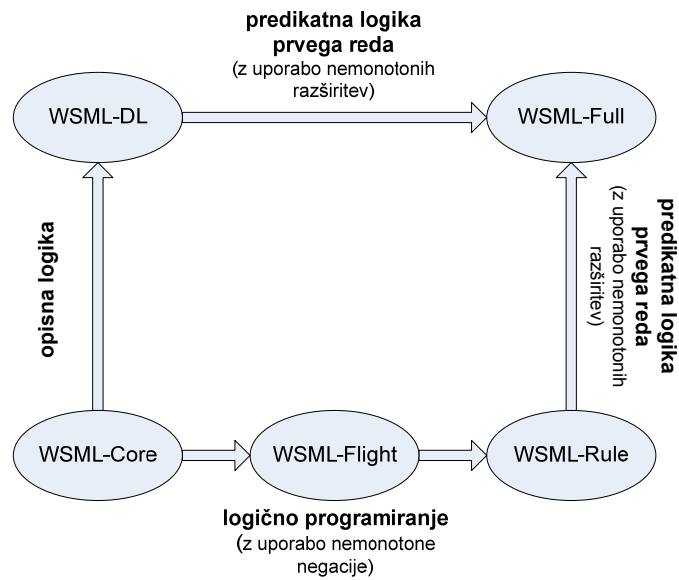 predikatna logika
prvega reda
(z uporabo nemonotonih
razširitev)
WSML-DL
WSML-Full
opisna logika
predikatna logika
prvega reda
(z uporabo nemonotonih
razširitev)
WSML-Core
WSML-Flight
WSML-Rule
logično programiranje
(z uporabo nemonotone
negacije)